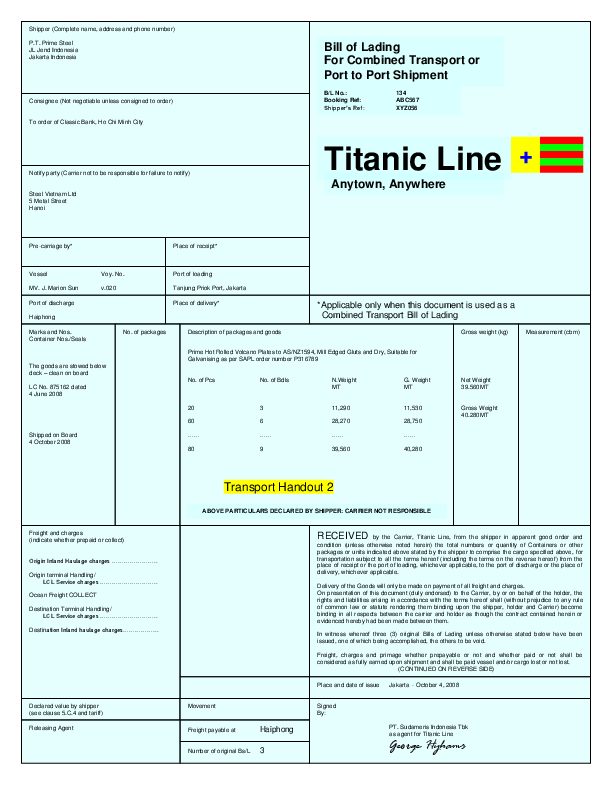 Shipper (Complete name, address and phone number)
P.T. Prime Steel
JL Jend Indonesia
Jakarta Indonesia
Bill of Lading
For Combined Transport or
Port to Port Shipment
B/L No.: 134
Booking Ref: ABC567
Shipper's Ref: XYZ056
Consignee (Not negotiable unless consigned to order)
To order of Classic Bank, Ho Chi Minh City
Titanic Line +
Anytown, Anywhere
Notify party (Carrier not to be responsible for failure to notify)
Steel Vietnam Ltd
5 Metal Street
Hanoi
Pre-carriage by* Place of receipt*
Vessel Voy. No. Port of loading
MV. J. Marion Sun v.020 Tanjung Priok Port, Jakarta
Port of discharge Place of delivery*
Haiphong
*Applicable only when this document is used as a
Combined Transport Bill of Lading
Marks and Nos. No. of packages Description of packages and goods Gross weight (kg) Measurement (cbm)
Container Nos./Seals
Prime Hot Rolled Volcano Plates to AS/NZ1594, Mill Edged Gluts and Dry, Suitable for
Galvanising as per SAPL order number P316789
The goods are stowed below
deck – clean on board
LC No. 875162 dated
4 June 2008
Shipped on Board
4 October 2008
No. of Pcs No. of Bdls N.Weight G. Weight
MT MT
20 3 11,290 11,530
60 6 28,270 28,750
...... ...... ...... ......
80 9 39,560 40,280
Net Weight
39.560MT
Gross Weight
40.280MT
Transport Handout 2
ABOVE PARTICULARS DECLARED BY SHIPPER: CARRIER NOT RESPONSIBLE
Freight and charges
(indicate whether prepaid or collect)
Origin Inland Haulage charges ..........................
Origin terminal Handling/
LCL Service charges..............................
Ocean Freight COLLECT
Destination Terminal Handling/
LCL Service charges..............................
Destination Inland haulage charges..................
RECEIVED by the Carrier, Titanic Line, from the shipper in apparent good order and
condition (unless otherwise noted herein) the total numbers or quantity of Containers or other
packages or units indicated above stated by the shipper to comprise the cargo specified above, for
transportation subject to all the terms hereof (including the terms on the reverse hereof) from the
place of receipt or the port of loading, whichever applicable, to the port of discharge or the place of
delivery, whichever applicable.
Delivery of the Goods will only be made on payment of all freight and charges.
On presentation of this document (duly endorsed) to the Carrier, by or on behalf of the holder, the
rights and liabilities arising in accordance with the terms hereof shall (without prejudice to any rule
of common law or statute rendering them binding upon the shipper, holder and Carrier) become
binding in all respects between the carrier and holder as though the contract contained herein or
evidenced hereby had been made between them.
In witness whereof three (3) original Bills of Lading unless otherwise stated below have been
issued, one of which being accomplished, the others to be void.
Freight, charges and primage whether prepayable or not and whether paid or not shall be
considered as fully earned upon shipment and shall be paid vessel and/or cargo lost or not lost.
(CONTINUED ON REVERSE SIDE)
Place and date of issue Jakarta - October 4, 2008
Declared value by shipper
(see clause 5.C.4 and tariff)
Movement
Signed
By:
Releasing Agent
Freight payable at Haiphong
Number of original Bs/L 3
PT. Sudameris Indonesia Tbk
as agent for Titanic Line
George Hyhams